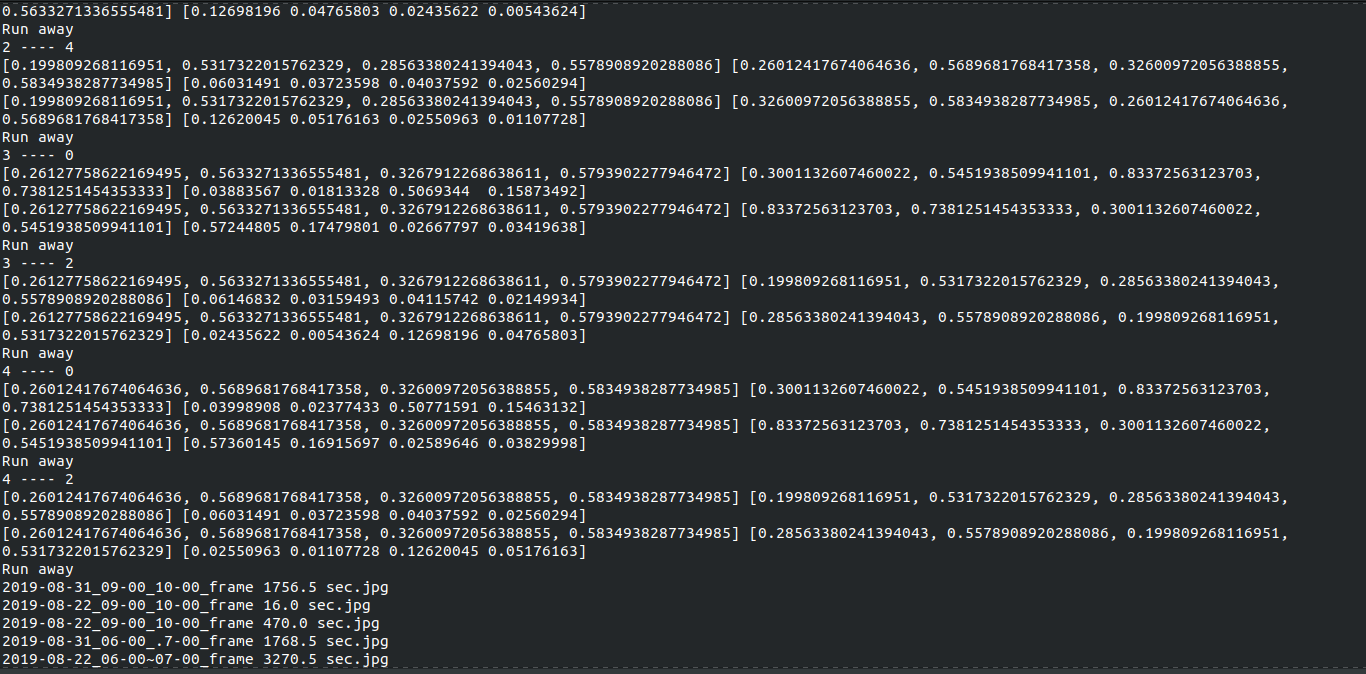 0.5633271336555481] [0.12698196 0.04765803 0.02435622 0.00543624]
Run away
2 ---- 4
[0.199809268116951, 0.5317322015762329, 0.28563380241394043, 0.5578908920288086] [0.26012417674064636, 0.5689681768417358, 0.32600972056388855,
0.5834938287734985] [0.06031491 0.03723598 0.04037592 0.02560294]
[0.199809268116951, 0.5317322015762329, 0.28563380241394043, 0.5578908920288086] [0.32600972056388855, 0.5834938287734985, 0.26012417674064636,
0.5689681768417358] [0.12620045 0.05176163 0.02550963 0.01107728]
Run away
3 ---- 0
[0.26127758622169495, 0.5633271336555481, 0.3267912268638611, 0.5793902277946472] [0.3001132607460022, 0.5451938509941101, 0.83372563123703,
0.7381251454353333] [0.03883567 0.01813328 0.5069344  0.15873492]
[0.26127758622169495, 0.5633271336555481, 0.3267912268638611, 0.5793902277946472] [0.83372563123703, 0.7381251454353333, 0.3001132607460022,
0.5451938509941101] [0.57244805 0.17479801 0.02667797 0.03419638]
Run away
3 ---- 2
[0.26127758622169495, 0.5633271336555481, 0.3267912268638611, 0.5793902277946472] [0.199809268116951, 0.5317322015762329, 0.28563380241394043,
0.5578908920288086] [0.06146832 0.03159493 0.04115742 0.02149934]
[0.26127758622169495, 0.5633271336555481, 0.3267912268638611, 0.5793902277946472] [0.28563380241394043, 0.5578908920288086, 0.199809268116951,
0.5317322015762329] [0.02435622 0.00543624 0.12698196 0.04765803]
Run away
4 ---- 0
[0.26012417674064636, 0.5689681768417358, 0.32600972056388855, 0.5834938287734985] [0.3001132607460022, 0.5451938509941101, 0.83372563123703,
0.7381251454353333] [0.03998908 0.02377433 0.50771591 0.15463132]
[0.26012417674064636, 0.5689681768417358, 0.32600972056388855, 0.5834938287734985] [0.83372563123703, 0.7381251454353333, 0.3001132607460022,
0.5451938509941101] [0.57360145 0.16915697 0.02589646 0.03829998]
Run away
4 ---- 2
[0.26012417674064636, 0.5689681768417358, 0.32600972056388855, 0.5834938287734985] [0.199809268116951, 0.5317322015762329, 0.28563380241394043,
0.5578908920288086] [0.06031491 0.03723598 0.04037592 0.02560294]
[0.26012417674064636, 0.5689681768417358, 0.32600972056388855, 0.5834938287734985] [0.28563380241394043, 0.5578908920288086, 0.199809268116951,
0.5317322015762329] [0.02550963 0.01107728 0.12620045 0.05176163]
Run away
2019-08-31_09-00_10-00_frame 1756.5 sec.jpg
2019-08-22_09-00_10-00_frame 16.0 sec.jpg
2019-08-22_09-00_10-00_frame 470.0 sec.jpg
2019-08-31_06-00_.7-00_frame 1768.5 sec.jpg
2019-08-22_06-00~07-00_frame 3270.5 sec.jpg